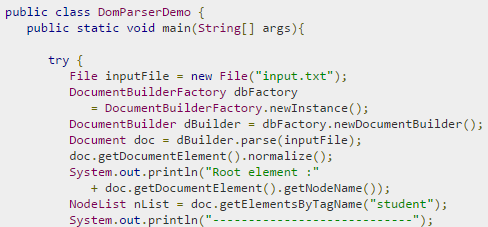 public class DomParserDemo {
public static void main(String[] args){
try {
File inputFile = new File("input.txt");
DocumentBuilderFactory dbFactory
= DocumentBuilderFactory.newInstance();
DocumentBuilder dBuilder = dbFactory.newDocumentBuilder();
Document doc = dBuilder.parse(inputFile);
doc.getDocumentElement().normalize();
System.out.println("Root element :"
+ doc.getDocumentElement().getNodeName());
NodeList nList = doc.getElementsByTagName("student");
System.out.println("----------------------------");